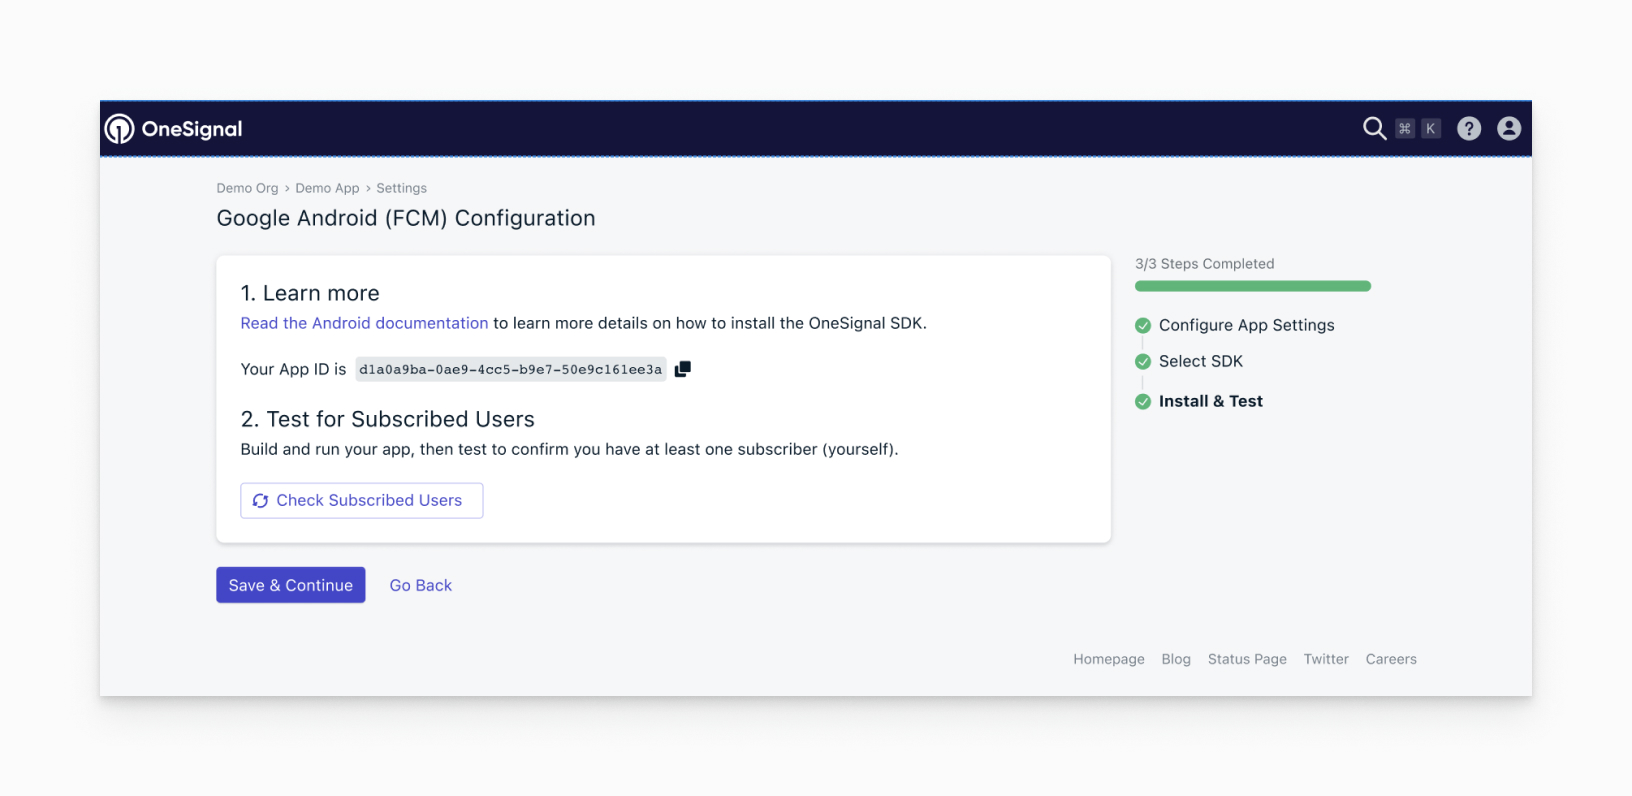 OneSignal
⌘ K ?
Demo Org › Demo App › Settings
Google Android (FCM) Configuration
1. Learn more
Read the Android documentation to learn more details on how to install the OneSignal SDK.
Your App ID is d1a0a9ba-0ae9-4cc5-b9e7-50e9c161ee3a
2. Test for Subscribed Users
Build and run your app, then test to confirm you have at least one subscriber (yourself).
Check Subscribed Users
Save & Continue Go Back
3/3 Steps Completed
Configure App Settings
Select SDK
Install & Test
Homepage Blog Status Page Twitter Careers